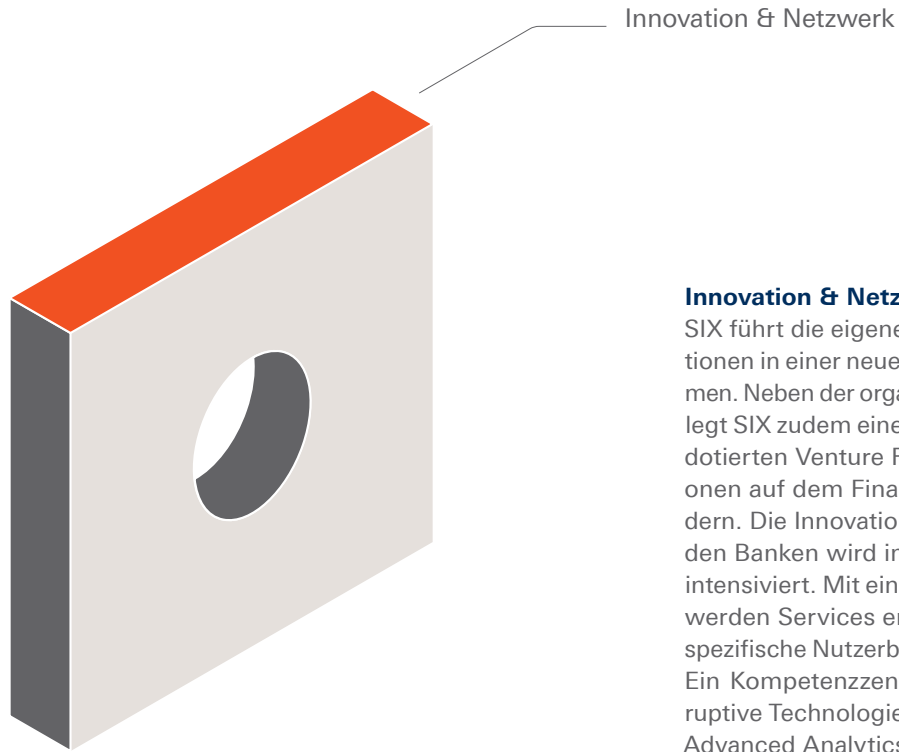 Innovation & Netzwerk
Innovation & Netz
SIX führt die eigene
tionen in einer neue
men. Neben der orga
legt SIX zudem eine
dotierten Venture F
onen auf dem Fina
dern. Die Innovatio
den Banken wird in
intensiviert. Mit ein
werden Services er
spezifische Nutzerb
Ein Kompetenzzen
ruptive Technologie
Advanced Analytics